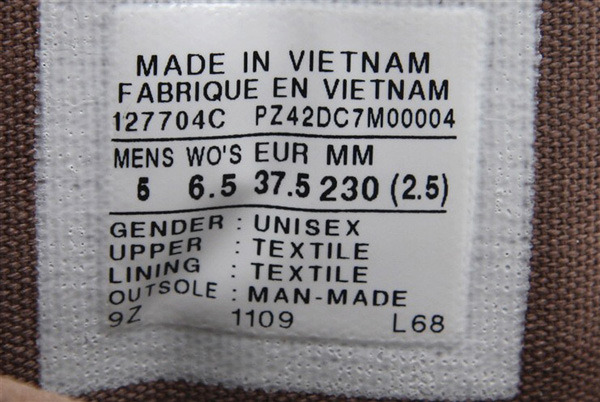 MADE IN VIETNAM
FABRIQUE EN VIETNAM
127704C PZ42DC7M00004
MENS WO'S EUR MM
5 6.5 37.5 230 (2.5)
GENDER : UNISEX
UPPER : TEXTILE
LINING : TEXTILE
OUTSOLE : MAN-MADE
9Z 1109 L68